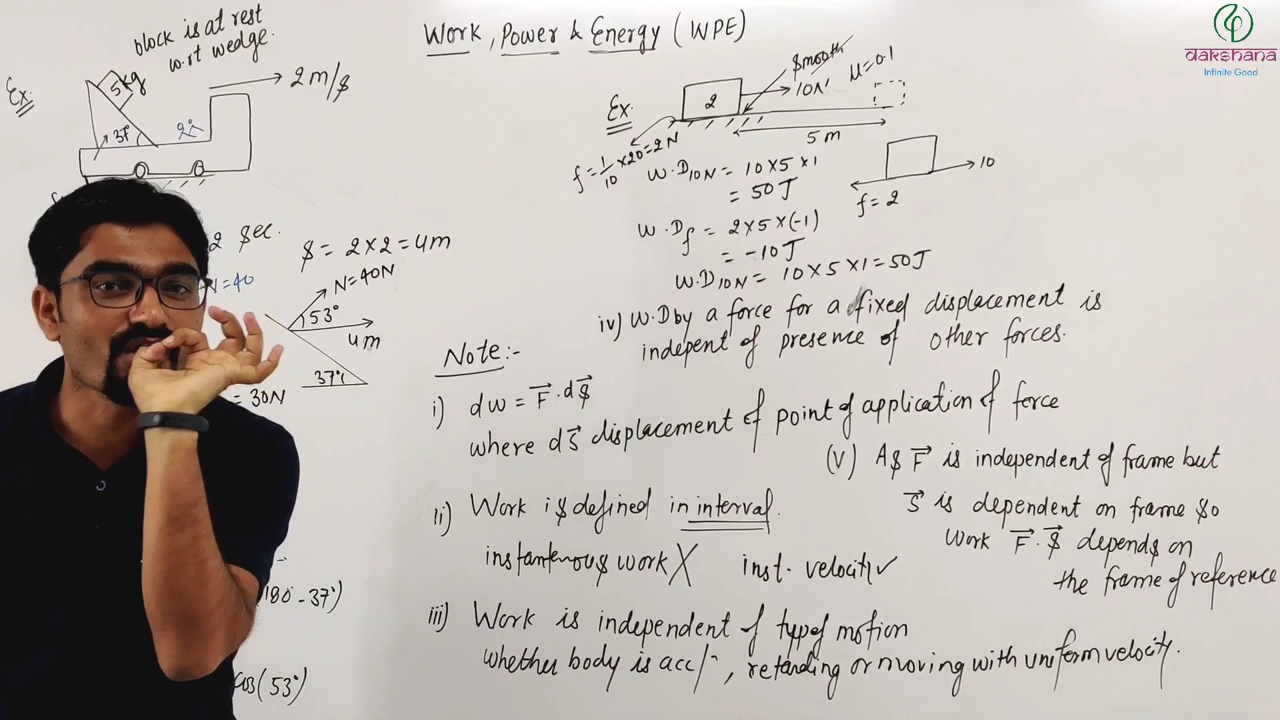 Work, Power & Energy (WPE)
dakshana
Infinite Good
Ex.
block is at rest
w.rt wedge.
5kg
37°
2 m/s
2 sec.
S = 2×2 = 4m
N=40
N=40N
53°
4m
37°
= 30N
(180°-37°)
cos(53°)
Ex.
2
smooth
10N
μ=0.1
5 m
f=1/10×20=2N
W.D10N = 10×5×1
= 50J
W.Df = 2×5×(-1)
= -10J
W.D10N = 10×5×1=50J
10
f=2
iv) W.D by a force for a fixed displacement is
indepent of presence of other forces.
Note:-
i) dw = F⃗.ds⃗
where ds⃗ displacement of point of application of force
(V) As F⃗ is independent of frame but
S⃗ is dependent on frame so
work F⃗.S⃗ depends on
the frame of reference
ii) Work is defined in interval.
instantenous work X inst. velocity ✓
iii) Work is independent of type of motion
whether body is acc/n, retarding or moving with uniform velocity.